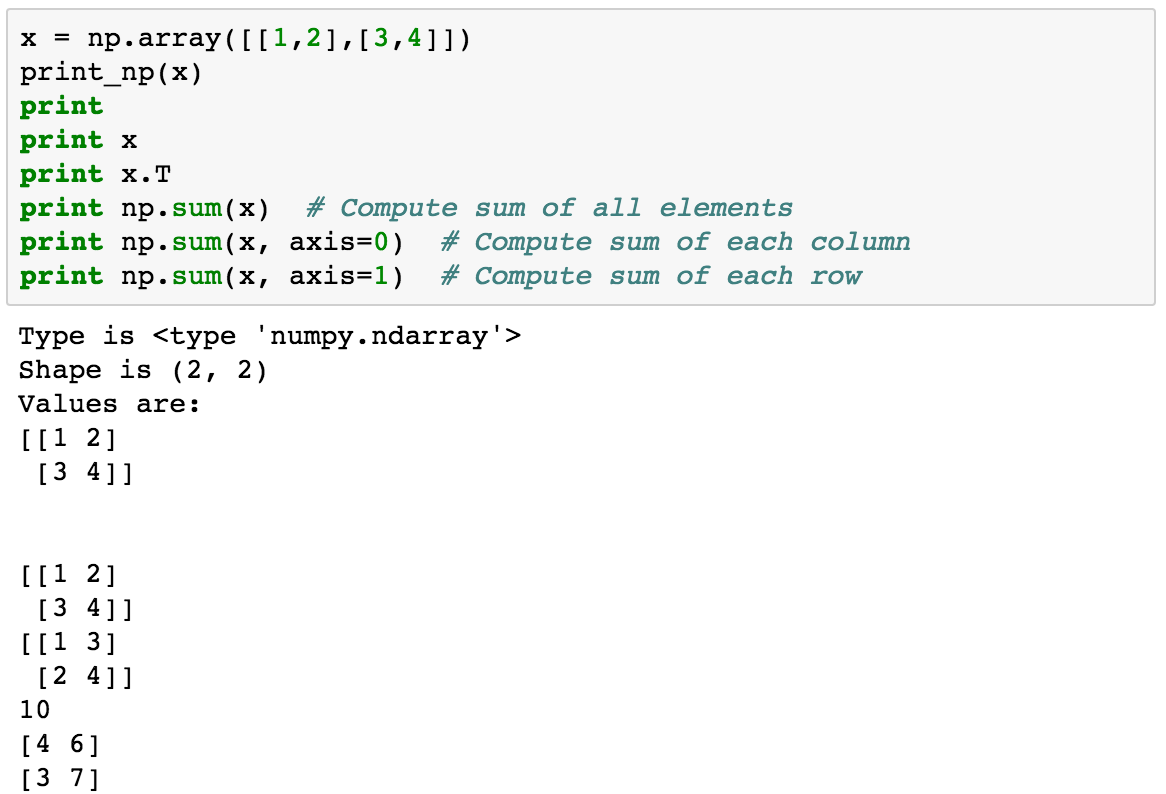 x = np.array([[1,2],[3,4]])
print_np(x)
print
print x
print x.T
print np.sum(x)  # Compute sum of all elements
print np.sum(x, axis=0)  # Compute sum of each column
print np.sum(x, axis=1)  # Compute sum of each row
Type is <type 'numpy.ndarray'>
Shape is (2, 2)
Values are:
[[1 2]
 [3 4]]
[[1 2]
 [3 4]]
[[1 3]
 [2 4]]
10
[4 6]
[3 7]